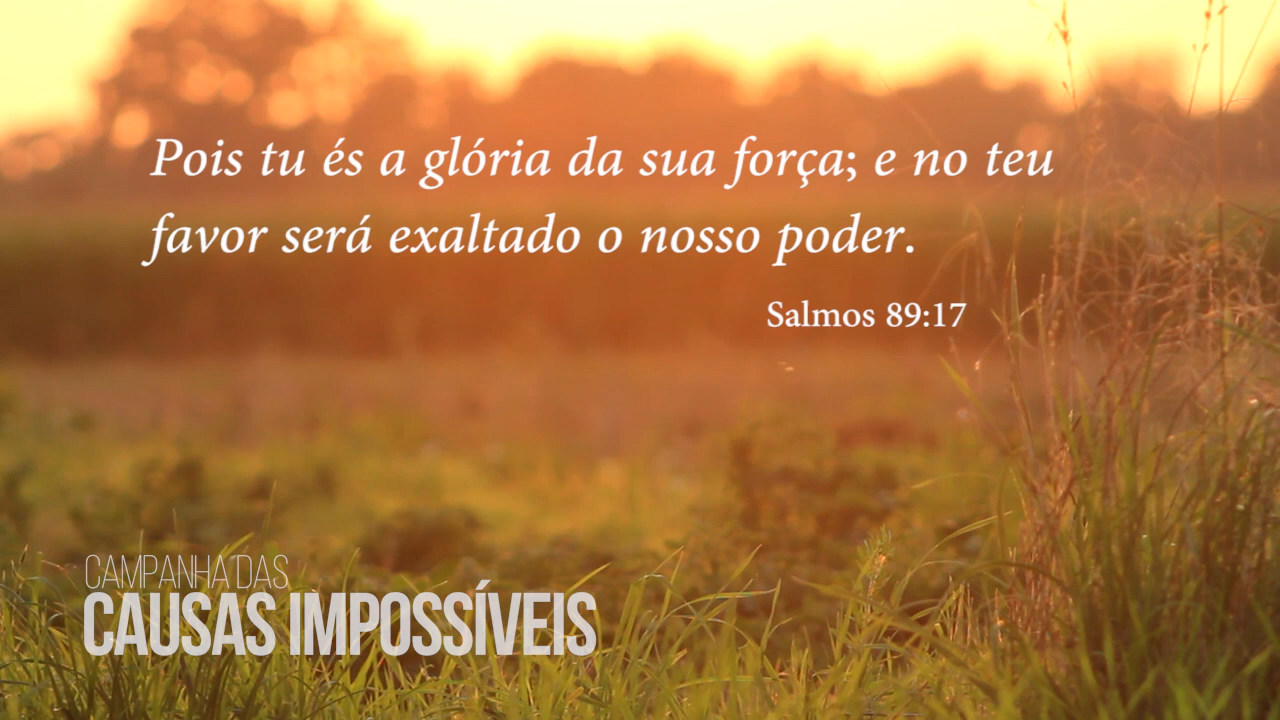 Pois tu és a glória da sua força; e no teu
favor será exaltado o nosso poder.
Salmos 89:17
CAMPANHA DAS
CAUSAS IMPOSSÍVEIS